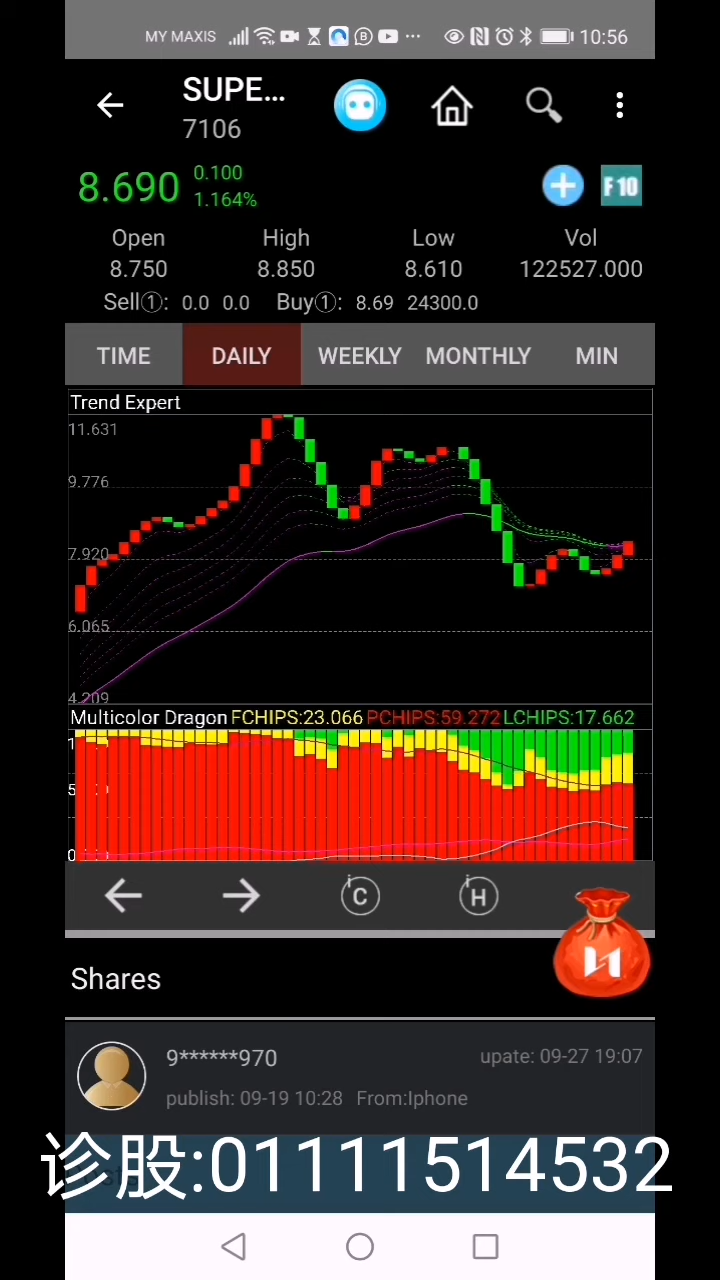 MY MAXIS 10:56
SUPE...
7106
8.690 0.100
1.164%
F10
Open High Low Vol
8.750 8.850 8.610 122527.000
Sell①: 0.0 0.0 Buy①: 8.69 24300.0
TIME DAILY WEEKLY MONTHLY MIN
Trend Expert
11.631
9.776
7.920
6.065
4.209
Multicolor Dragon FCHIPS:23.066 PCHIPS:59.272 LCHIPS:17.662
C H
Shares
9******970 upate: 09-27 19:07
publish: 09-19 10:28 From:Iphone
诊股:01111514532